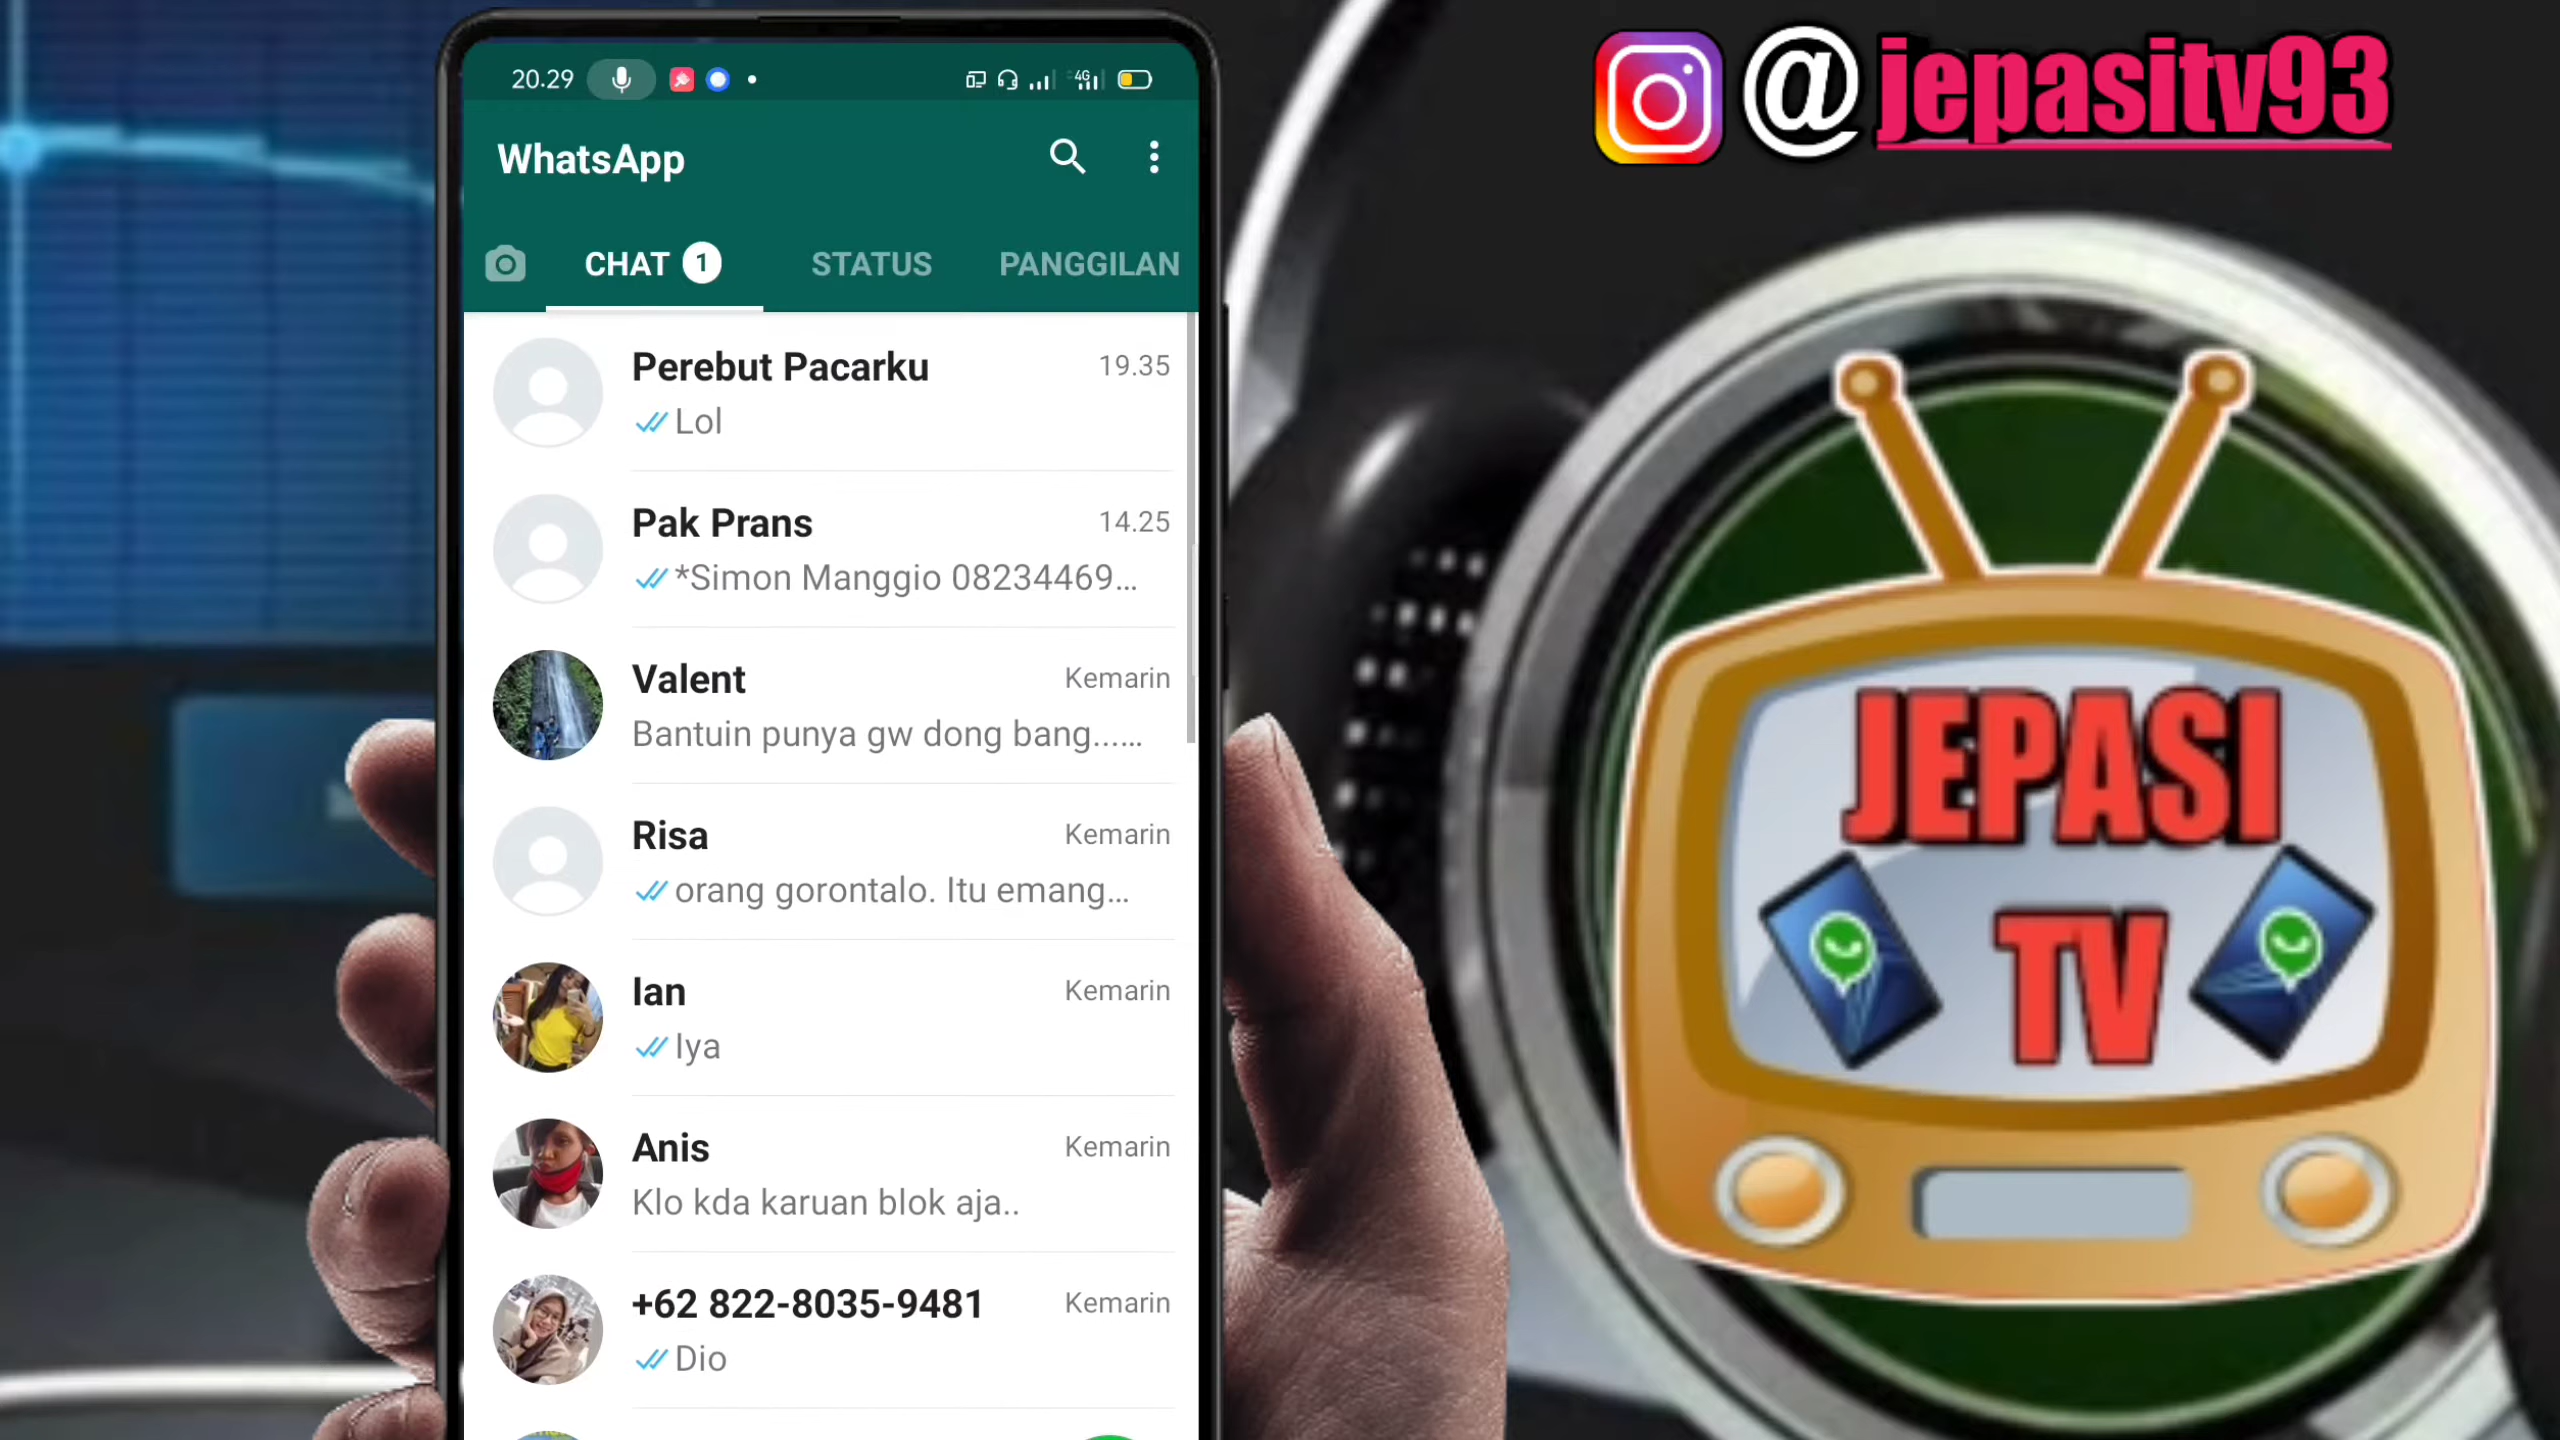 @jepasitv93
20.29
4G
WhatsApp
CHAT 1
STATUS
PANGGILAN
Perebut Pacarku
19.35
Lol
Pak Prans
14.25
*Simon Manggio 08234469…
Valent
Kemarin
Bantuin punya gw dong bang...…
Risa
Kemarin
orang gorontalo. Itu emang…
Ian
Kemarin
Iya
Anis
Kemarin
Klo kda karuan blok aja..
+62 822-8035-9481
Kemarin
Dio
JEPASI
TV